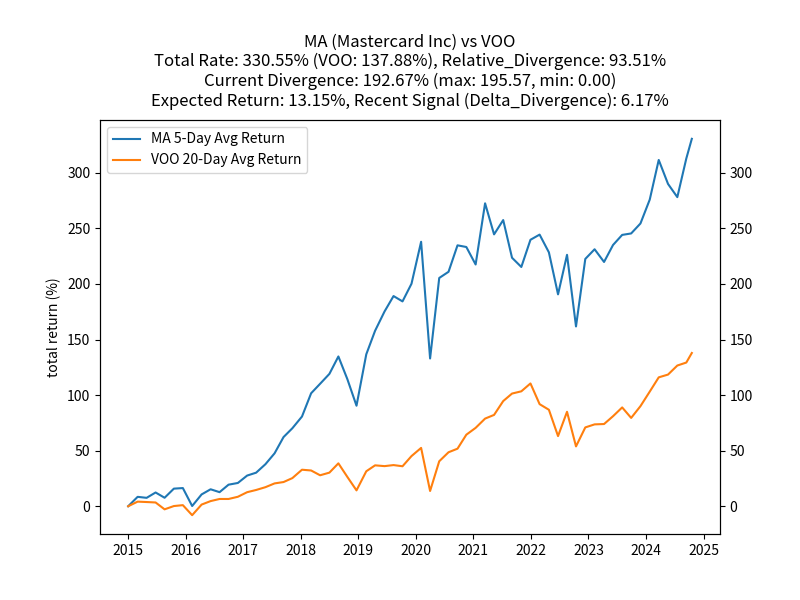 MA (Mastercard Inc) vs VOO
Total Rate: 330.55% (VOO: 137.88%), Relative_Divergence: 93.51%
Current Divergence: 192.67% (max: 195.57, min: 0.00)
Expected Return: 13.15%, Recent Signal (Delta_Divergence): 6.17%
MA 5-Day Avg Return
VOO 20-Day Avg Return
total return (%)
300
250
200
150
100
50
0
300
250
200
150
100
50
0
2015 2016 2017 2018 2019 2020 2021 2022 2023 2024 2025